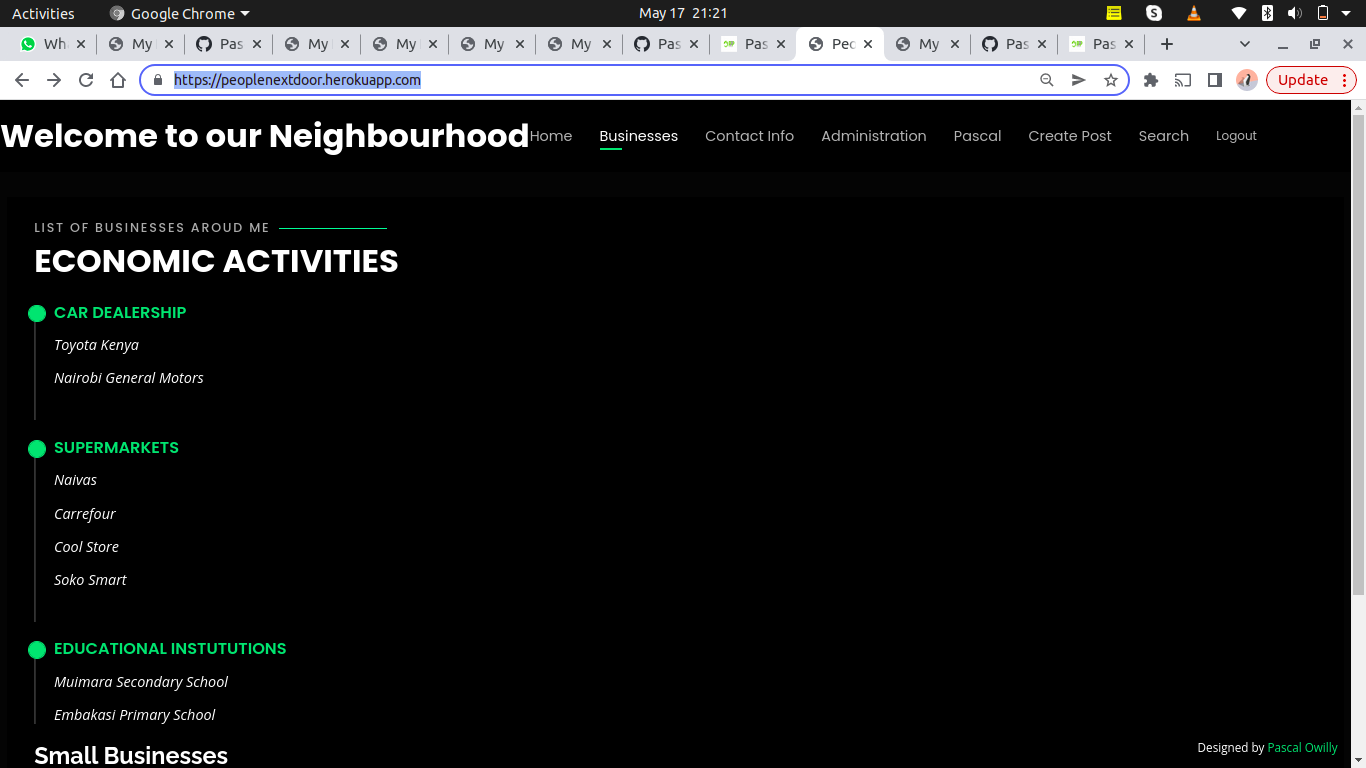 Activities Google Chrome May 17 21:21
Wh My Pas My My My My Pas Pas Peo My Pas Pas
https://peoplenextdoor.herokuapp.com Update
Welcome to our Neighbourhood Home Businesses Contact Info Administration Pascal Create Post Search Logout
LIST OF BUSINESSES AROUD ME
ECONOMIC ACTIVITIES
CAR DEALERSHIP
Toyota Kenya
Nairobi General Motors
SUPERMARKETS
Naivas
Carrefour
Cool Store
Soko Smart
EDUCATIONAL INSTUTUTIONS
Muimara Secondary School
Embakasi Primary School
Small Businesses
Designed by Pascal Owilly